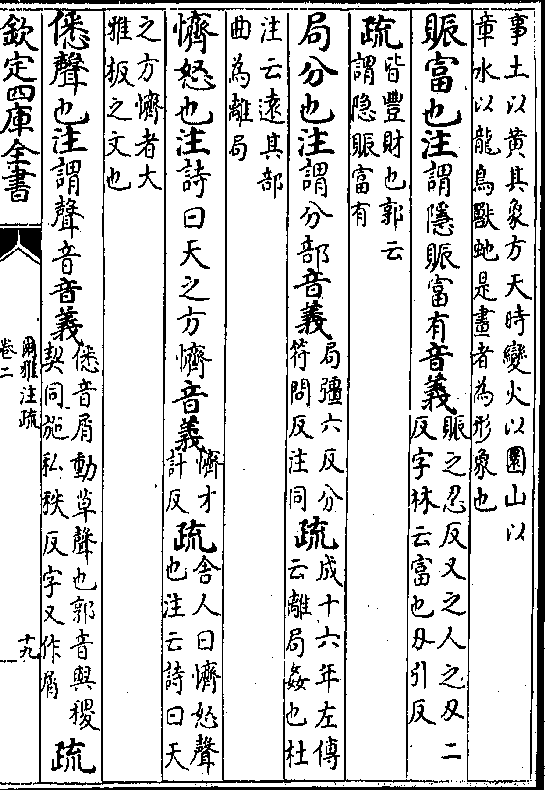 事土以黄其象方天時變火以圜山以
章水以龍鳥獸虵是畫者為形象也
賑富也注謂隱賑富有音義賑之忍反又之人之刃二
反字林云富也刃引反
疏皆豐財也郭云
謂隐賑富有
局分也注謂分部音義局彊六反分
符問反注同疏成十六年左傳
云離局姦也杜
注云遠其部
曲為離局
懠怒也注詩曰天之方懠音義懠才
計反疏舍人曰懠怒聲
也注云詩曰天
之方懠者大
雅板之文也
僁聲也注謂聲音音義僁音屑動草聲也郭音與稷
契同施私秩反字又作屑疏
欽定四庫全書
爾雅注疏
卷二
十九